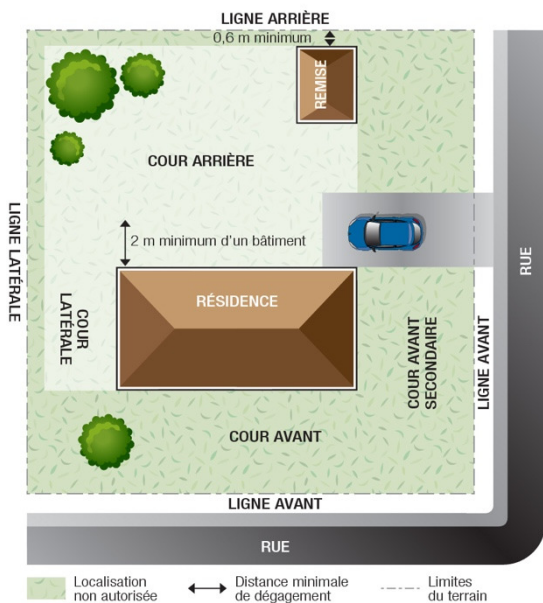 LIGNE ARRIÈRE
0,6 m minimum
REMISE
COUR ARRIÈRE
LIGNE LATÉRALE
2 m minimum d'un bâtiment
RUE
RÉSIDENCE
COUR
LATÉRALE
COUR AVANT
SECONDAIRE
LIGNE AVANT
COUR AVANT
LIGNE AVANT
RUE
Localisation
non autorisée
Distance minimale
de dégagement
Limites
du terrain